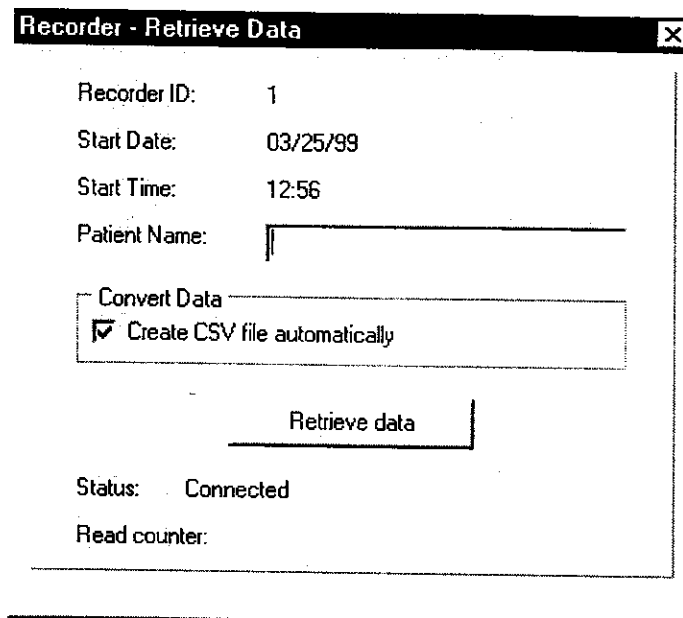 Recorder - Retrieve Data
Recorder ID: 1
Start Date: 03/25/99
Start Time: 12:56
Patient Name:
Convert Data
Create CSV file automatically
Retrieve data
Status: Connected
Read counter: